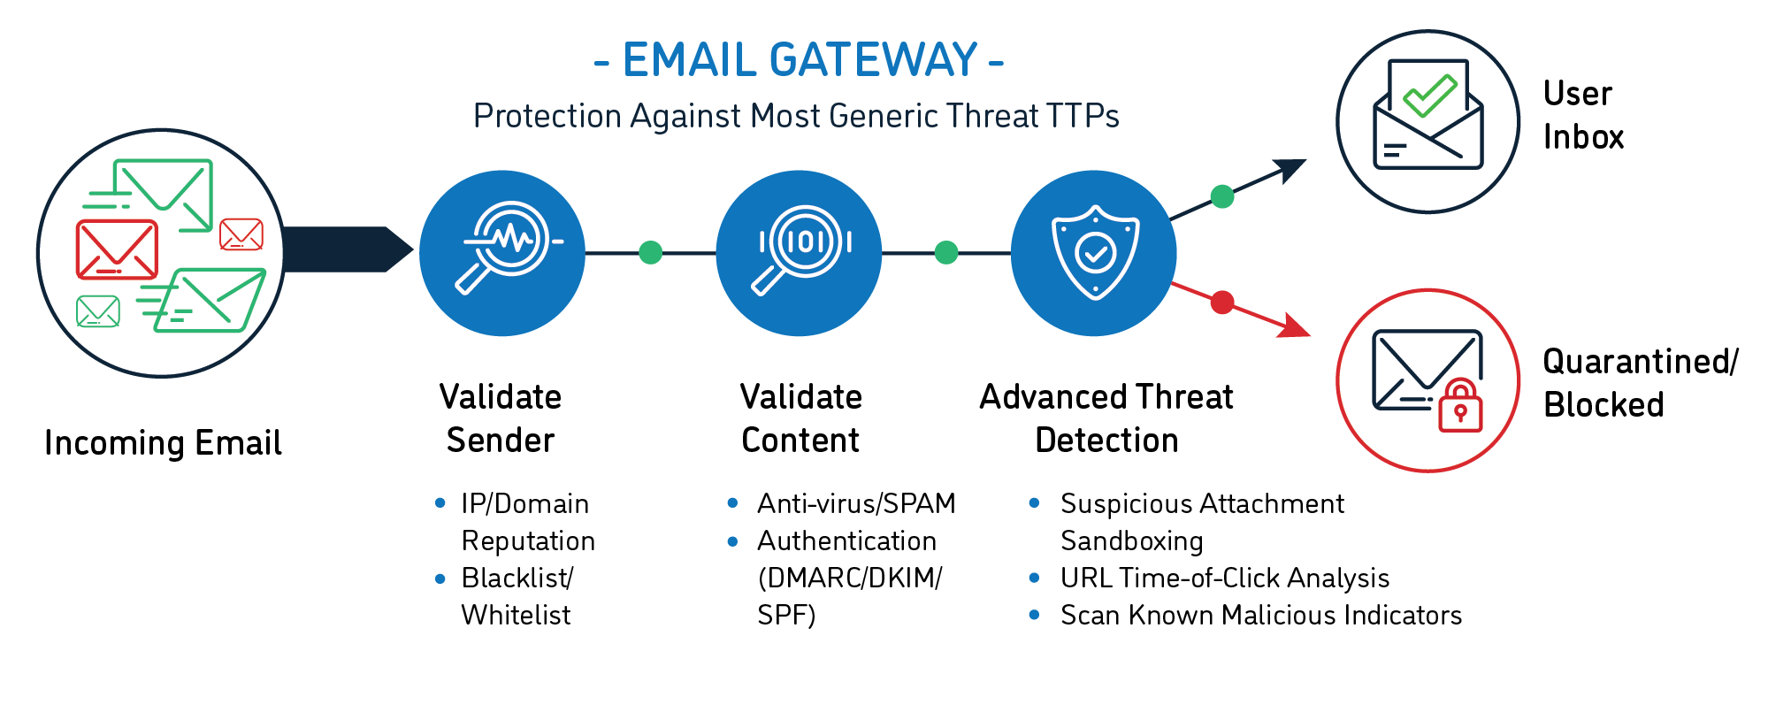 - EMAIL GATEWAY -
Protection Against Most Generic Threat TTPs
User
Inbox
101
Quarantined/
Blocked
Incoming Email
Validate
Sender
IP/Domain
Reputation
Blacklist/
Whitelist
Validate
Content
Anti-virus/SPAM
Authentication
(DMARC/DKIM/
SPF)
Advanced Threat
Detection
Suspicious Attachment
Sandboxing
URL Time-of-Click Analysis
Scan Known Malicious Indicators